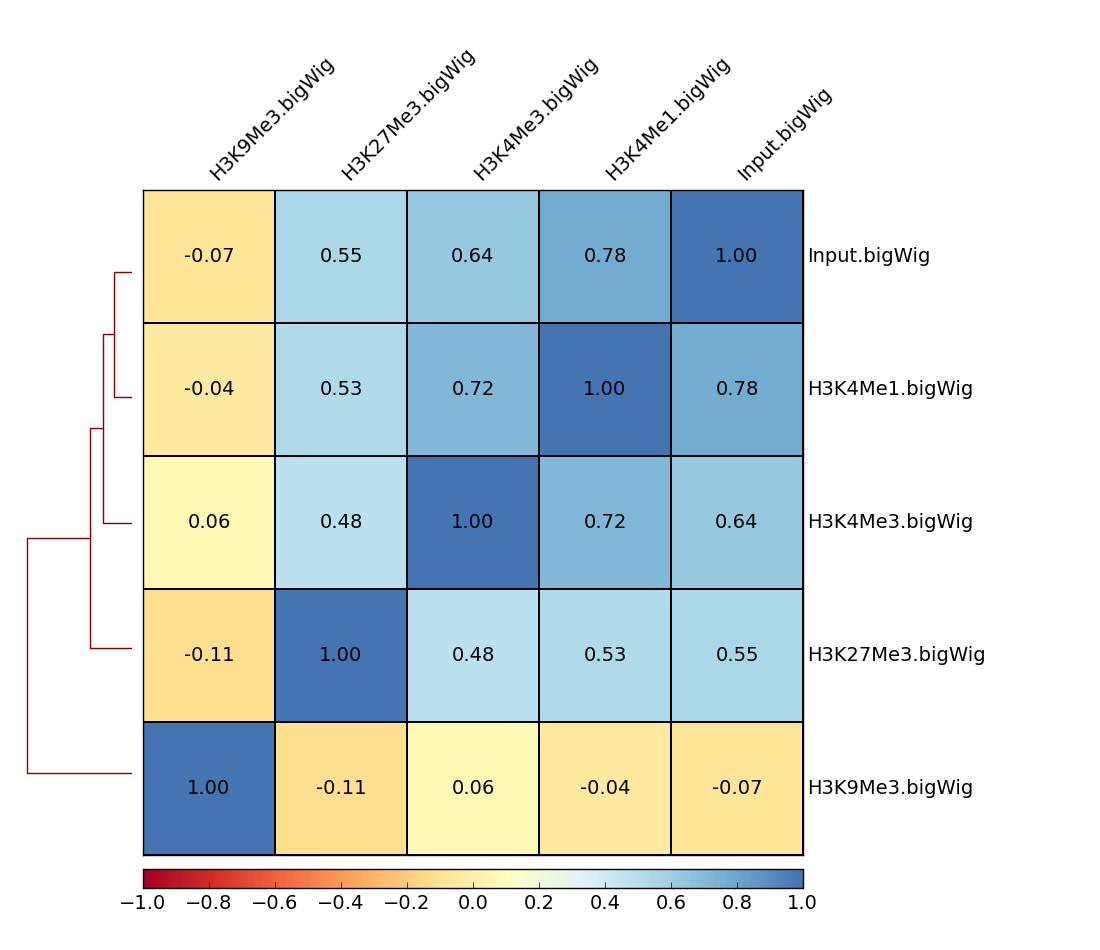 H3K9Me3.bigWig
H3K27Me3.bigWig
H3K4Me3.bigWig
H3K4Me1.bigWig
Input.bigWig
-0.07 0.55 0.64 0.78 1.00 Input.bigWig
-0.04 0.53 0.72 1.00 0.78 H3K4Me1.bigWig
0.06 0.48 1.00 0.72 0.64 H3K4Me3.bigWig
-0.11 1.00 0.48 0.53 0.55 H3K27Me3.bigWig
1.00 -0.11 0.06 -0.04 -0.07 H3K9Me3.bigWig
−1.0 −0.8 −0.6 −0.4 −0.2 0.0 0.2 0.4 0.6 0.8 1.0